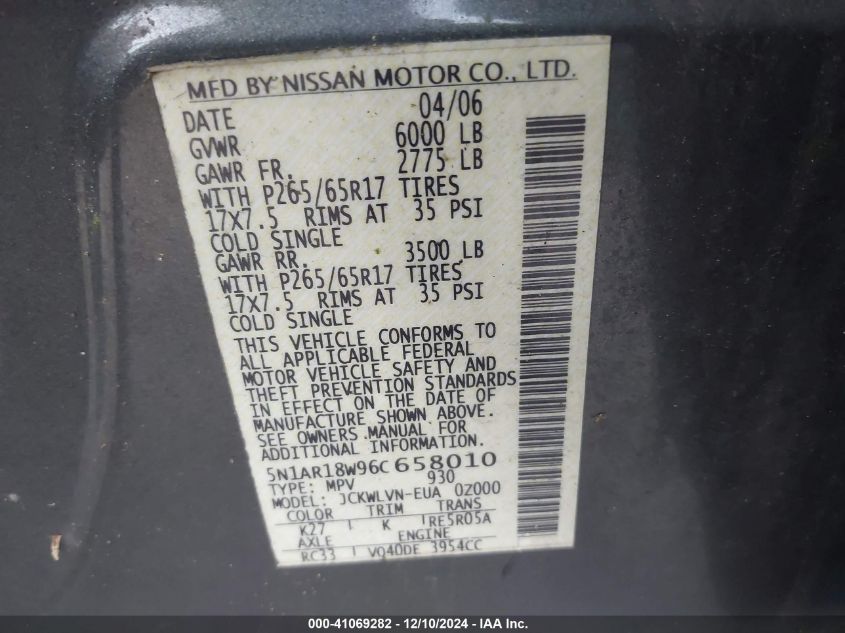 MFD BY NISSAN MOTOR CO., LTD.
DATE 04/06
GVWR 6000 LB
GAWR FR. 2775 LB
WITH P265/65R17 TIRES
17X7.5 RIMS AT 35 PSI
COLD SINGLE
GAWR RR. 3500 LB
WITH P265/65R17 TIRES
17X7.5 RIMS AT 35 PSI
COLD SINGLE
THIS VEHICLE CONFORMS TO
ALL APPLICABLE FEDERAL
MOTOR VEHICLE SAFETY AND
THEFT PREVENTION STANDARDS
IN EFFECT ON THE DATE OF
MANUFACTURE SHOWN ABOVE.
SEE OWNERS MANUAL FOR
ADDITIONAL INFORMATION.
5N1AR18W96C 658010
TYPE: MPV 930
MODEL: JCKWLVN-EUA 0Z000
COLOR TRIM TRANS
K27 K RE5R05A
AXLE ENGINE
RC33 VQ40DE 3954CC
000-41069282 - 12/10/2024 - IAA Inc.